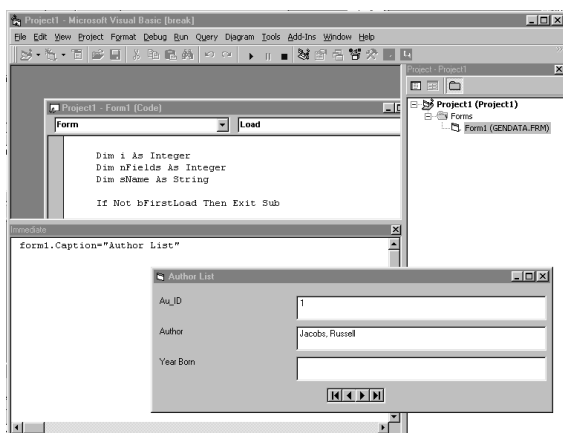 Project1 - Microsoft Visual Basic [break]
File Edit View Project Format Debug Run Query Diagram Tools Add-Ins Window Help
Project - Project1
Project1 (Project1)
Forms
Form1 (GENDATA.FRM)
Project1 - Form1 (Code)
Form Load
Dim i As Integer
Dim nFields As Integer
Dim sName As String
If Not bFirstLoad Then Exit Sub
Immediate
form1.Caption="Author List"
Author List
Au_ID 1
Author Jacobs, Russell
Year Born